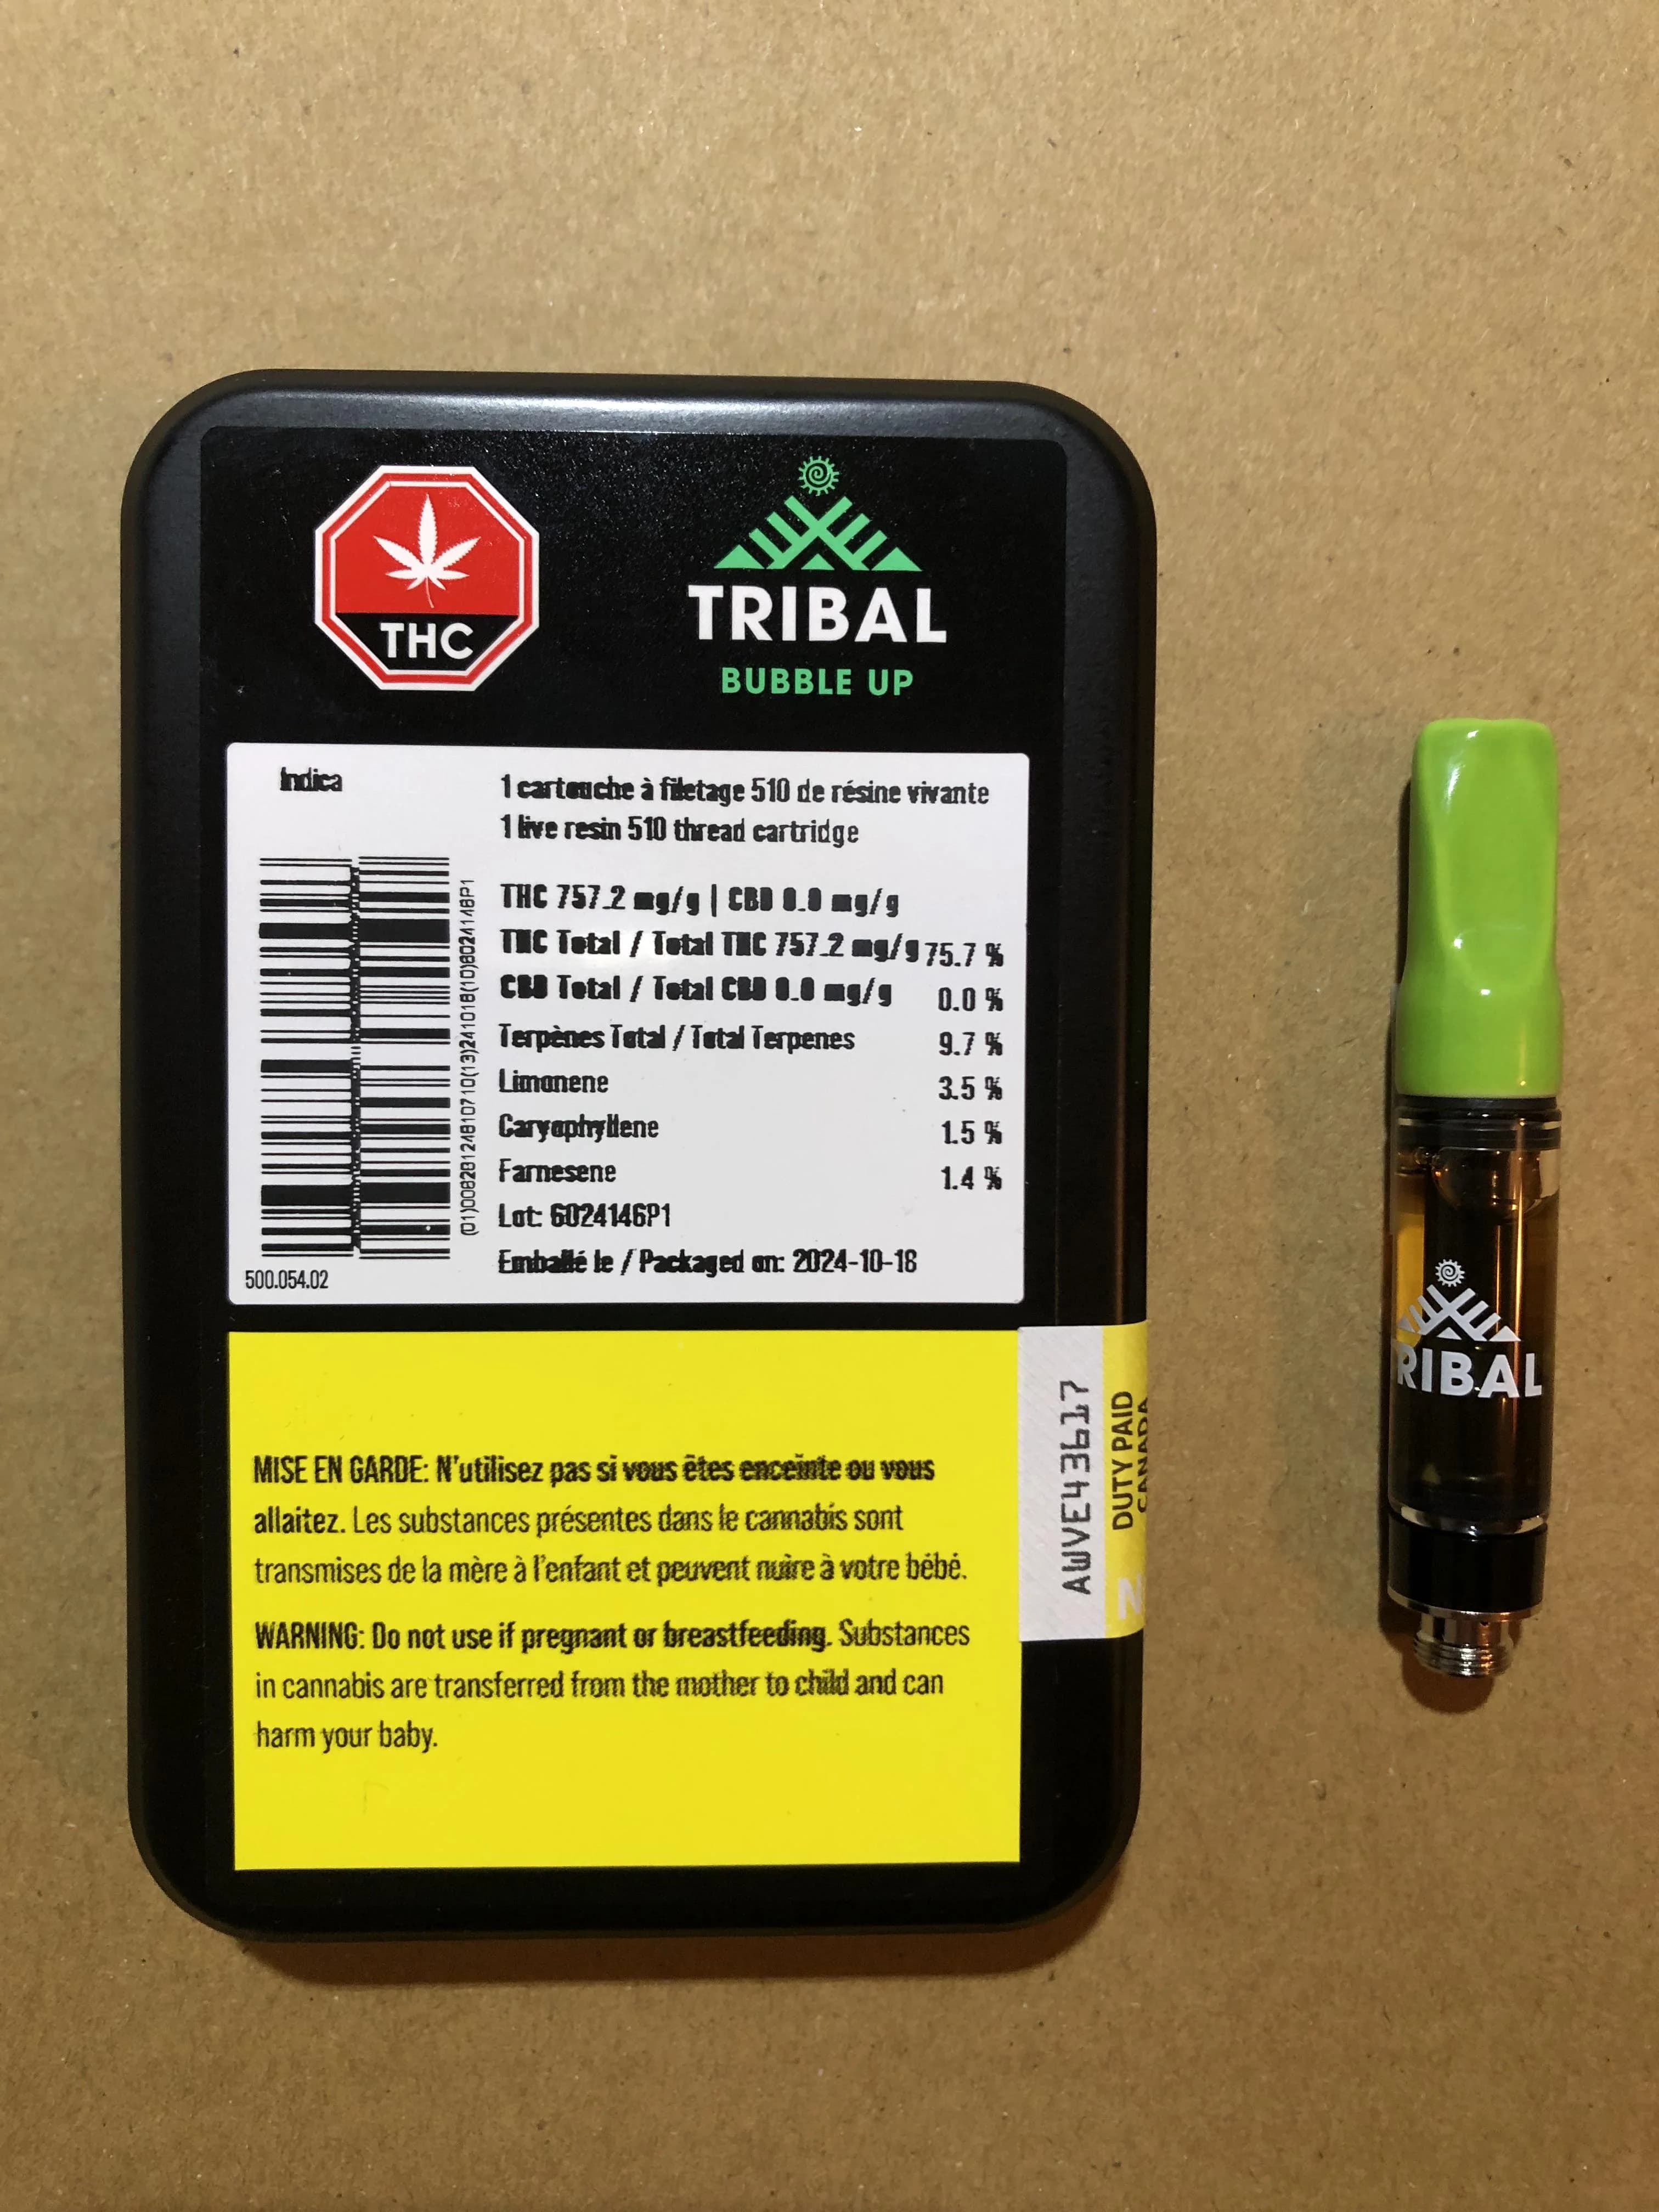 THC
TRIBAL
BUBBLE UP
Indica
1 cartouche à filetage 510 de résine vivante
1 live resin 510 thread cartridge
THC 757.2 mg/g | CBD 0.0 mg/g
THC Total / Total THC 757.2 mg/g 75.7 %
CBD Total / Total CBD 0.0 mg/g 0.0 %
Terpènes Total / Total Terpenes 9.7 %
Limonene 3.5 %
Caryophyllene 1.5 %
Farnesene 1.4 %
Lot: 6024146P1
Emballé le / Packaged on: 2024-10-18
500.054.02
MISE EN GARDE: N'utilisez pas si vous êtes enceinte ou vous
allaitez. Les substances présentes dans le cannabis sont
transmises de la mère à l'enfant et peuvent nuire à votre bébé.
WARNING: Do not use if pregnant or breastfeeding. Substances
in cannabis are transferred from the mother to child and can
harm your baby.
AWVE43617
DUTY PAID
CANADA
RIBAL